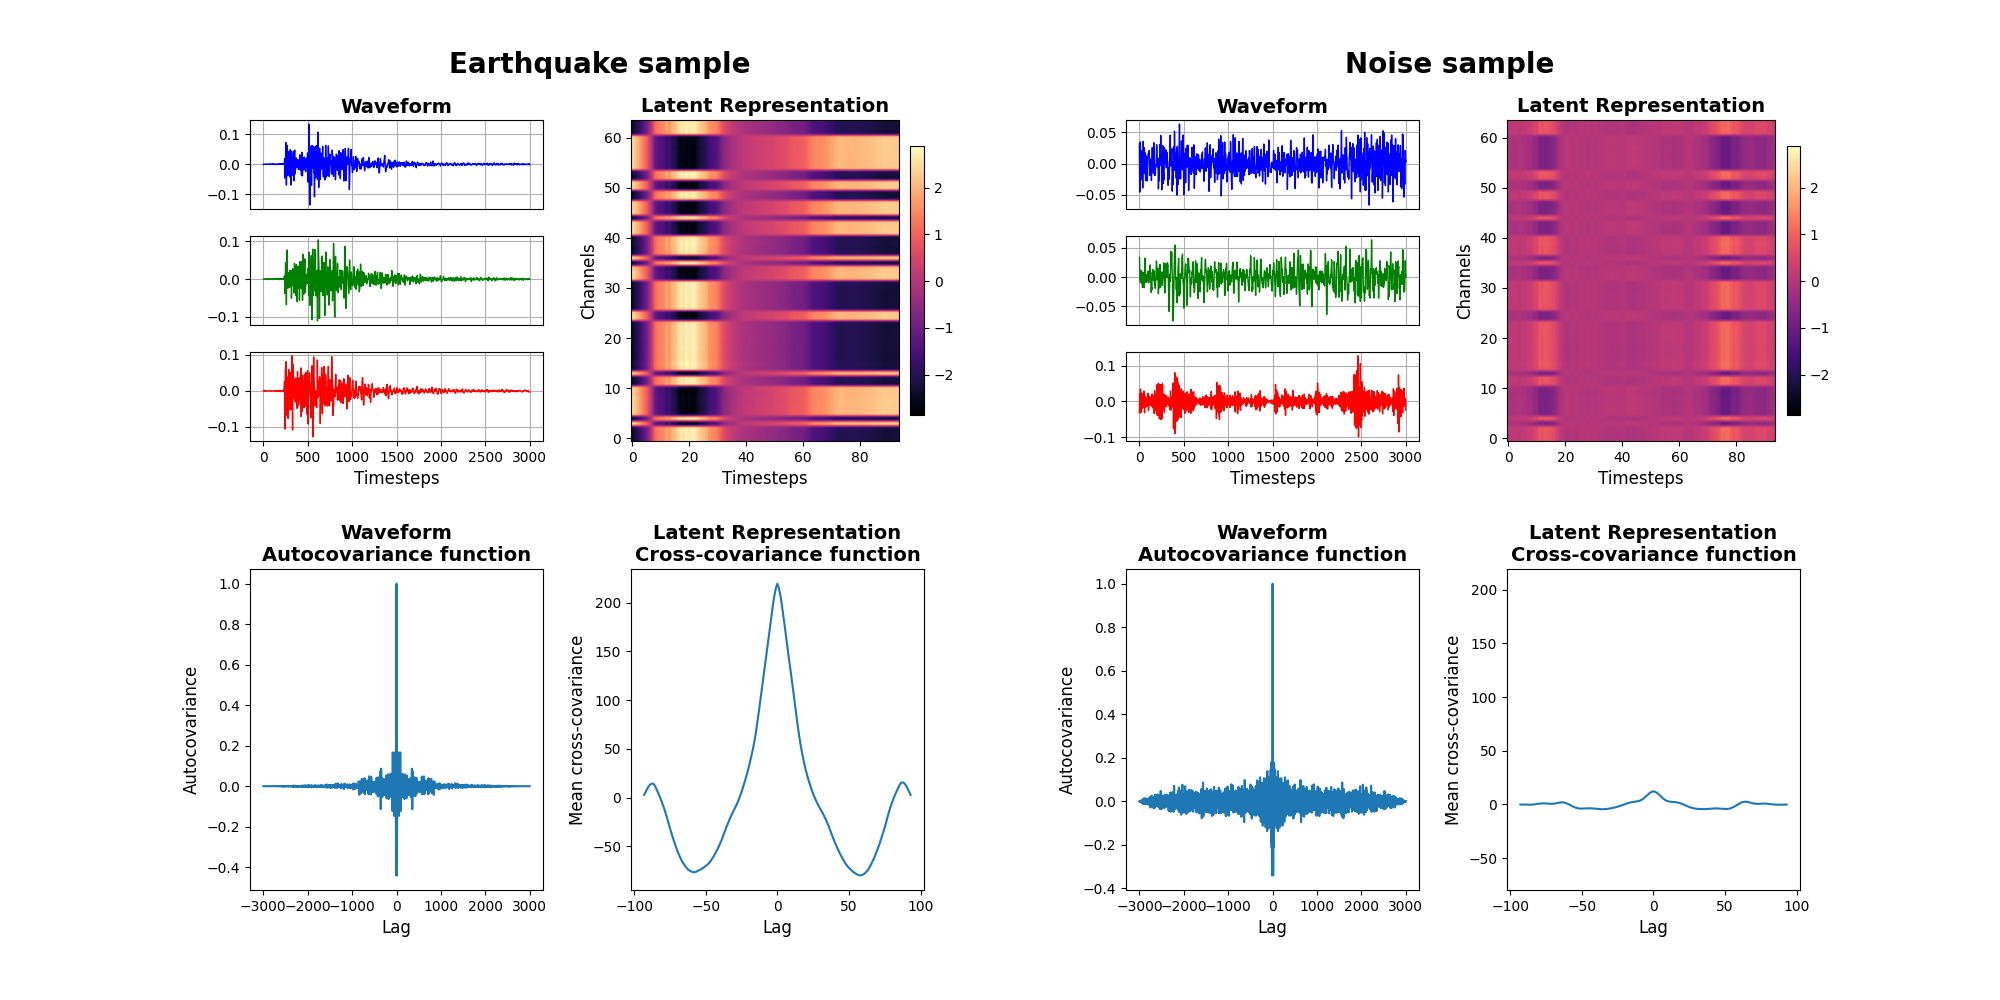 Earthquake sample
Noise sample
Waveform
Latent Representation
Waveform
Latent Representation
0.1
0.0
−0.1
0.1
0.0
−0.1
0.1
0.0
−0.1
0 500 1000 1500 2000 2500 3000
Timesteps
Channels
60
50
40
30
20
10
0
0 20 40 60 80
Timesteps
2
1
0
−1
−2
0.05
0.00
−0.05
0.05
0.00
−0.05
0.1
0.0
−0.1
0 500 1000 1500 2000 2500 3000
Timesteps
Channels
60
50
40
30
20
10
0
0 20 40 60 80
Timesteps
2
1
0
−1
−2
Waveform
Autocovariance function
Autocovariance
1.0
0.8
0.6
0.4
0.2
0.0
−0.2
−0.4
−3000 −2000 −1000 0 1000 2000 3000
Lag
Latent Representation
Cross-covariance function
Mean cross-covariance
200
150
100
50
0
−50
−100 −50 0 50 100
Lag
Waveform
Autocovariance function
Autocovariance
1.0
0.8
0.6
0.4
0.2
0.0
−0.2
−0.4
−3000 −2000 −1000 0 1000 2000 3000
Lag
Latent Representation
Cross-covariance function
Mean cross-covariance
200
150
100
50
0
−50
−100 −50 0 50 100
Lag